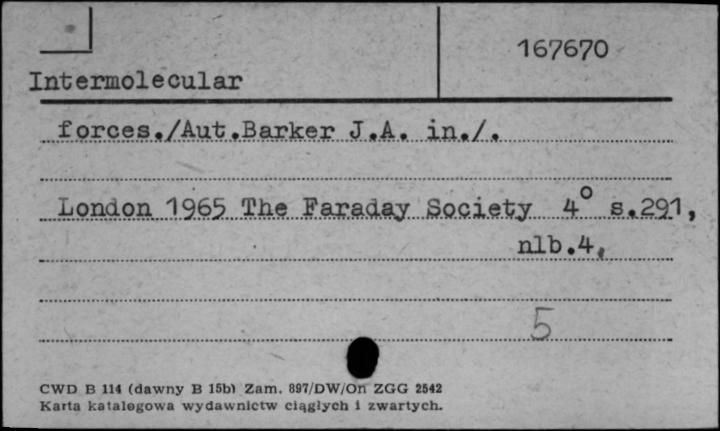 167670
Intermolecular
forces./Aut.Barker J.A. in./.
London 1965 The Faraday Society 4° s.291,
nlb.4,
5
CWD B 114 (dawny B 15b) Zam. 897/DW/On ZGG 2542
Karta katalogowa wydawnictw ciągłych i zwartych.